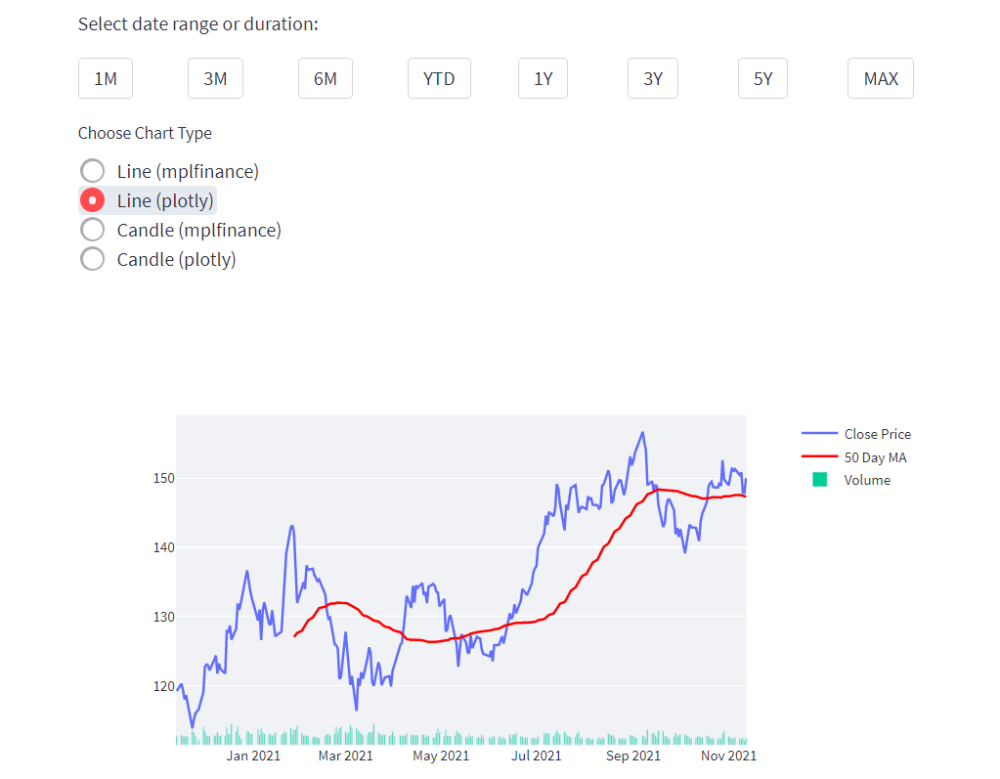 Select date range or duration:
1M 3M 6M YTD 1Y 3Y 5Y MAX
Choose Chart Type
Line (mplfinance)
Line (plotly)
Candle (mplfinance)
Candle (plotly)
Close Price
50 Day MA
Volume
150
140
130
120
Jan 2021 Mar 2021 May 2021 Jul 2021 Sep 2021 Nov 2021